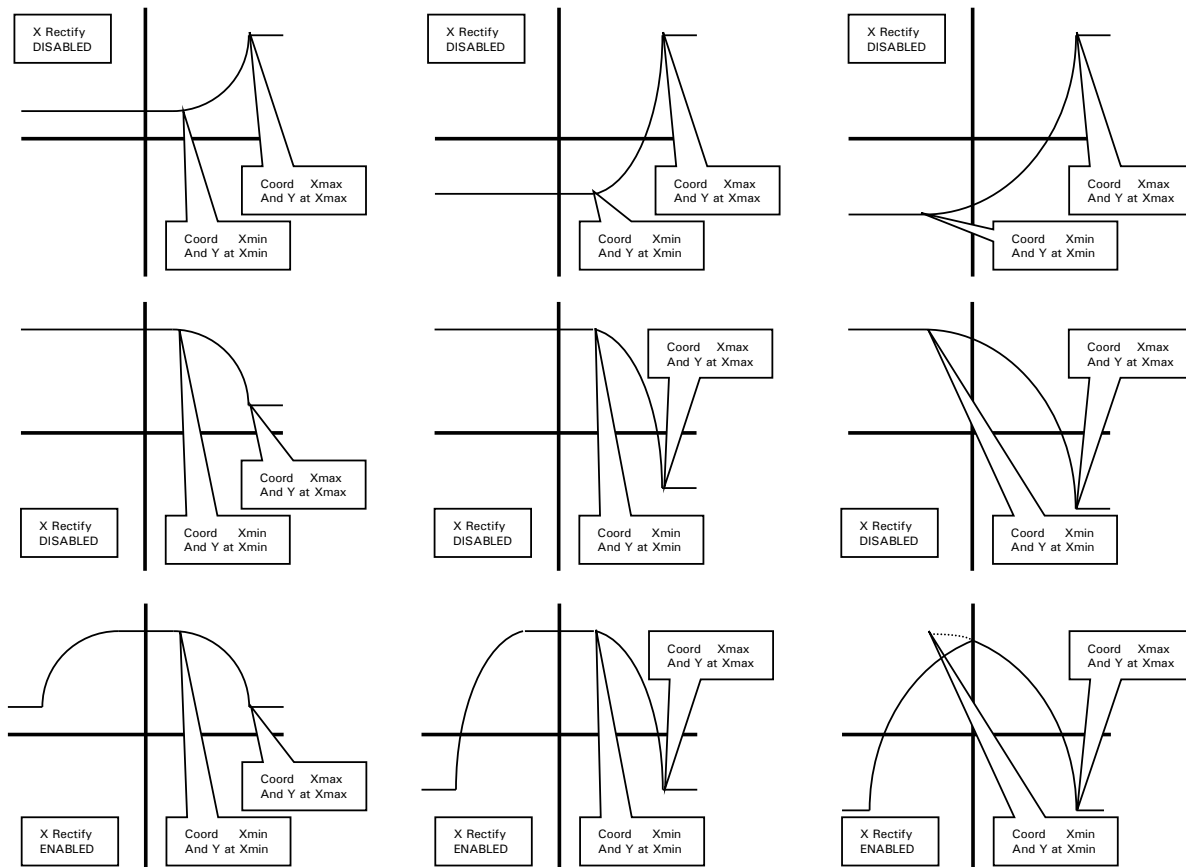 X Rectify
DISABLED
Coord Xmax
And Y at Xmax
Coord Xmin
And Y at Xmin
X Rectify
DISABLED
Coord Xmax
And Y at Xmax
Coord Xmin
And Y at Xmin
X Rectify
DISABLED
Coord Xmax
And Y at Xmax
Coord Xmin
And Y at Xmin
Coord Xmax
And Y at Xmax
X Rectify
DISABLED
Coord Xmin
And Y at Xmin
Coord Xmax
And Y at Xmax
X Rectify
DISABLED
Coord Xmin
And Y at Xmin
Coord Xmax
And Y at Xmax
X Rectify
DISABLED
Coord Xmin
And Y at Xmin
Coord Xmax
And Y at Xmax
X Rectify
ENABLED
Coord Xmin
And Y at Xmin
Coord Xmax
And Y at Xmax
X Rectify
ENABLED
Coord Xmin
And Y at Xmin
Coord Xmax
And Y at Xmax
X Rectify
ENABLED
Coord Xmin
And Y at Xmin